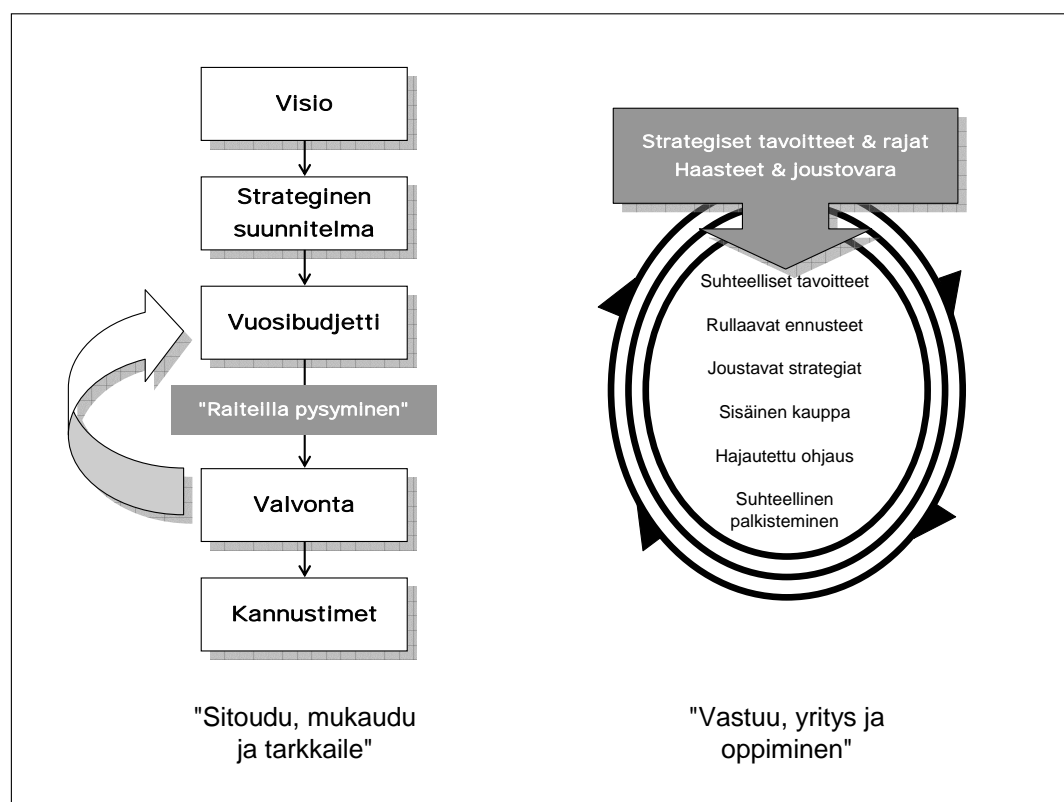 Visio
Strateginen
suunnitelma
Vuosibudjetti
"Raiteilla pysyminen"
Valvonta
Kannustimet
"Sitoudu, mukaudu
ja tarkkaile"
Strategiset tavoitteet & rajat
Haasteet & joustovara
Suhteelliset tavoitteet
Rullaavat ennusteet
Joustavat strategiat
Sisäinen kauppa
Hajautettu ohjaus
Suhteellinen
palkisteminen
"Vastuu, yritys ja
oppiminen"